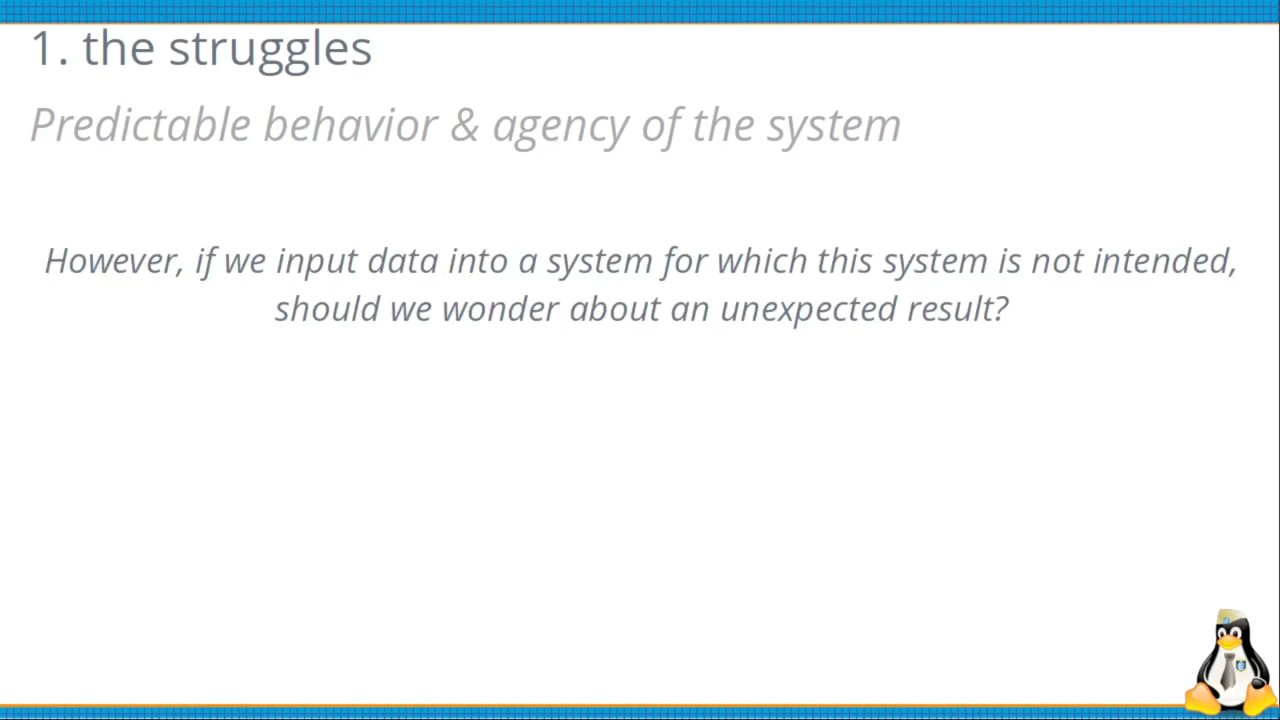 1. the struggles
Predictable behavior & agency of the system
However, if we input data into a system for which this system is not intended,
should we wonder about an unexpected result?